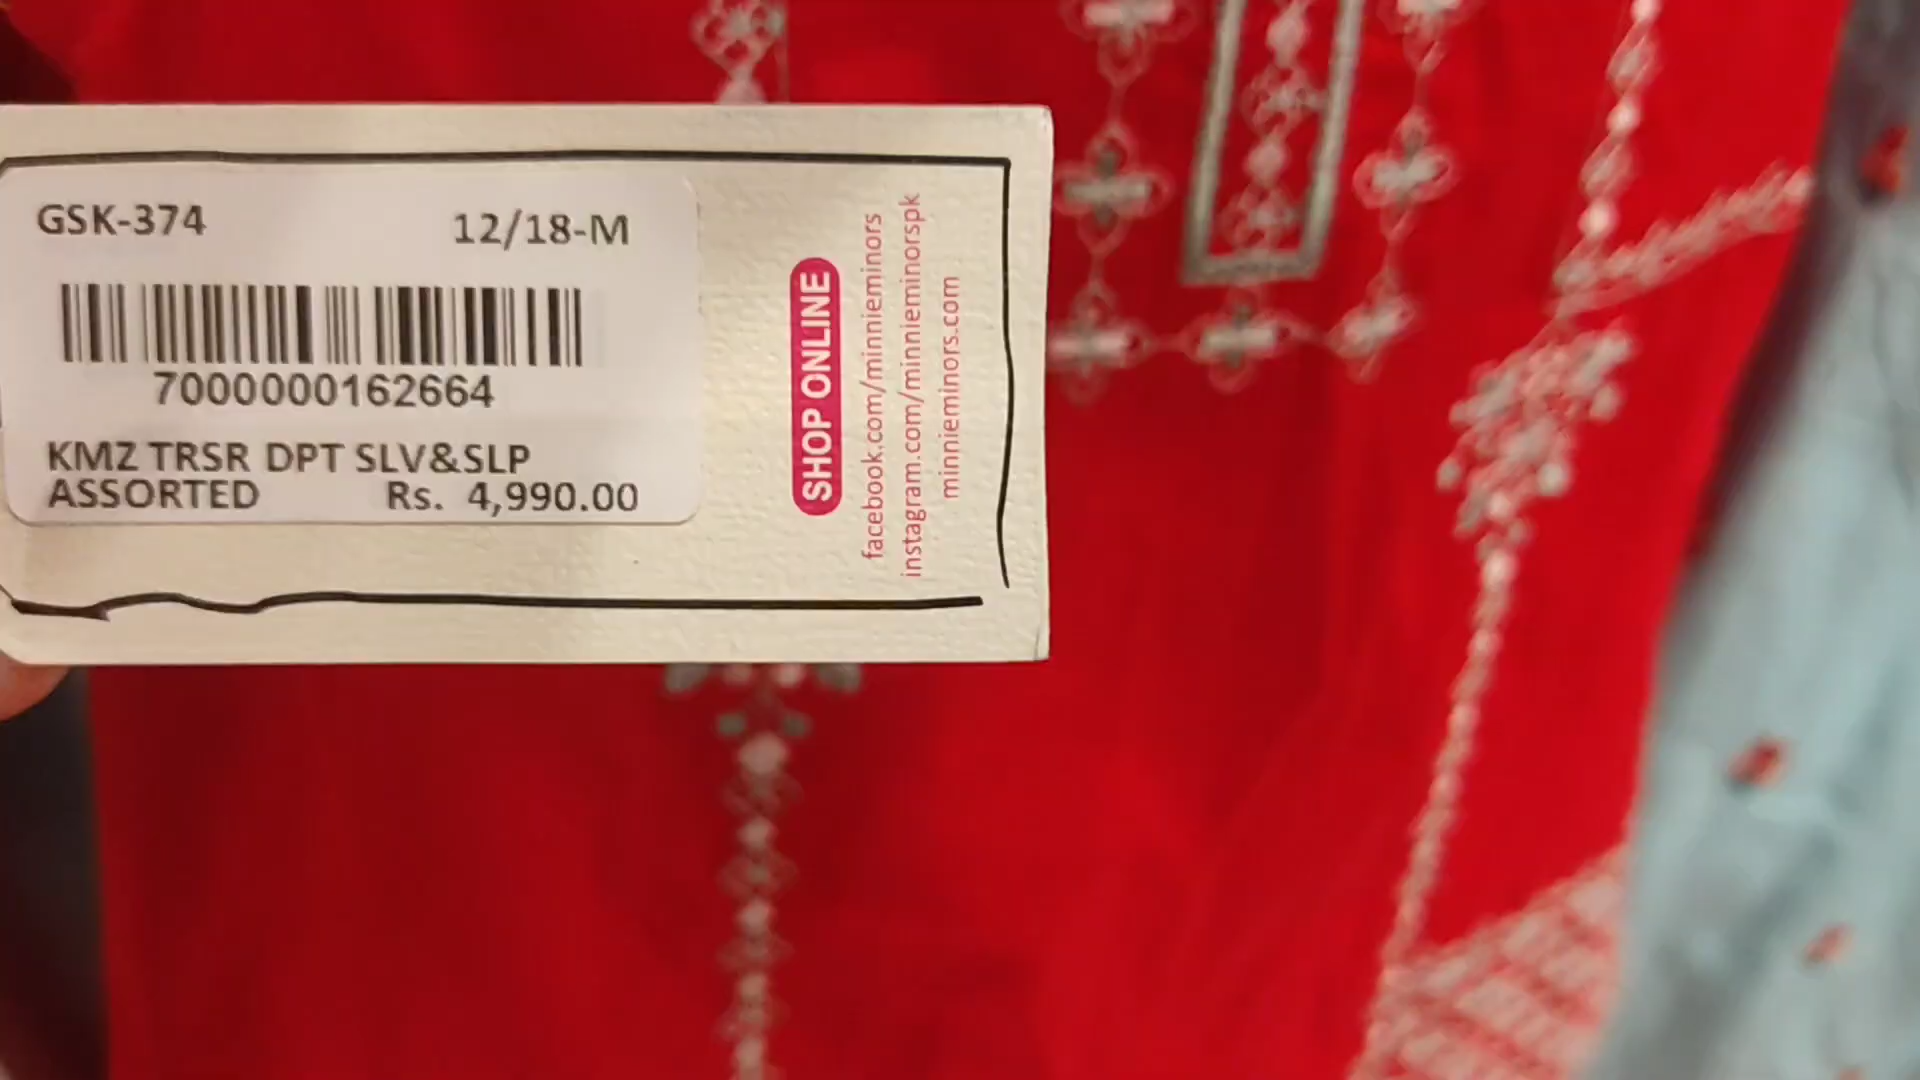 GSK-374 12/18-M
7000000162664
KMZ TRSR DPT SLV&SLP
ASSORTED Rs. 4,990.00
SHOP ONLINE
facebook.com/minnieminors
instagram.com/minnieminorspk
minnieminors.com